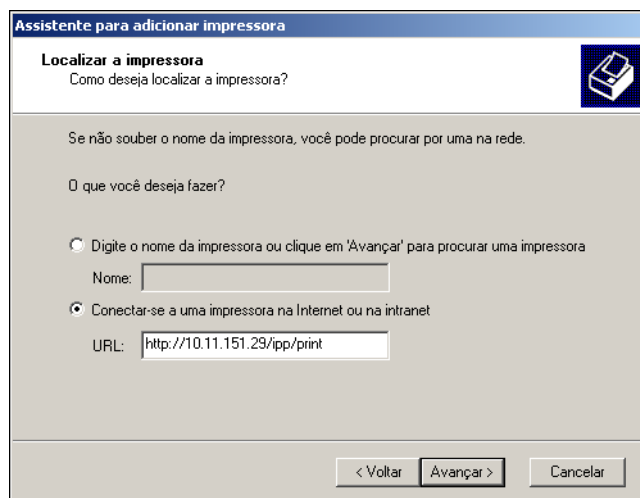 Assistente para adicionar impressora
Localizar a impressora
Como deseja localizar a impressora?
Se não souber o nome da impressora, você pode procurar por uma na rede.
O que você deseja fazer?
Digite o nome da impressora ou clique em 'Avançar' para procurar uma impressora
Nome:
Conectar-se a uma impressora na Internet ou na intranet
URL: http://10.11.151.29/ipp/print
< Voltar Avançar > Cancelar